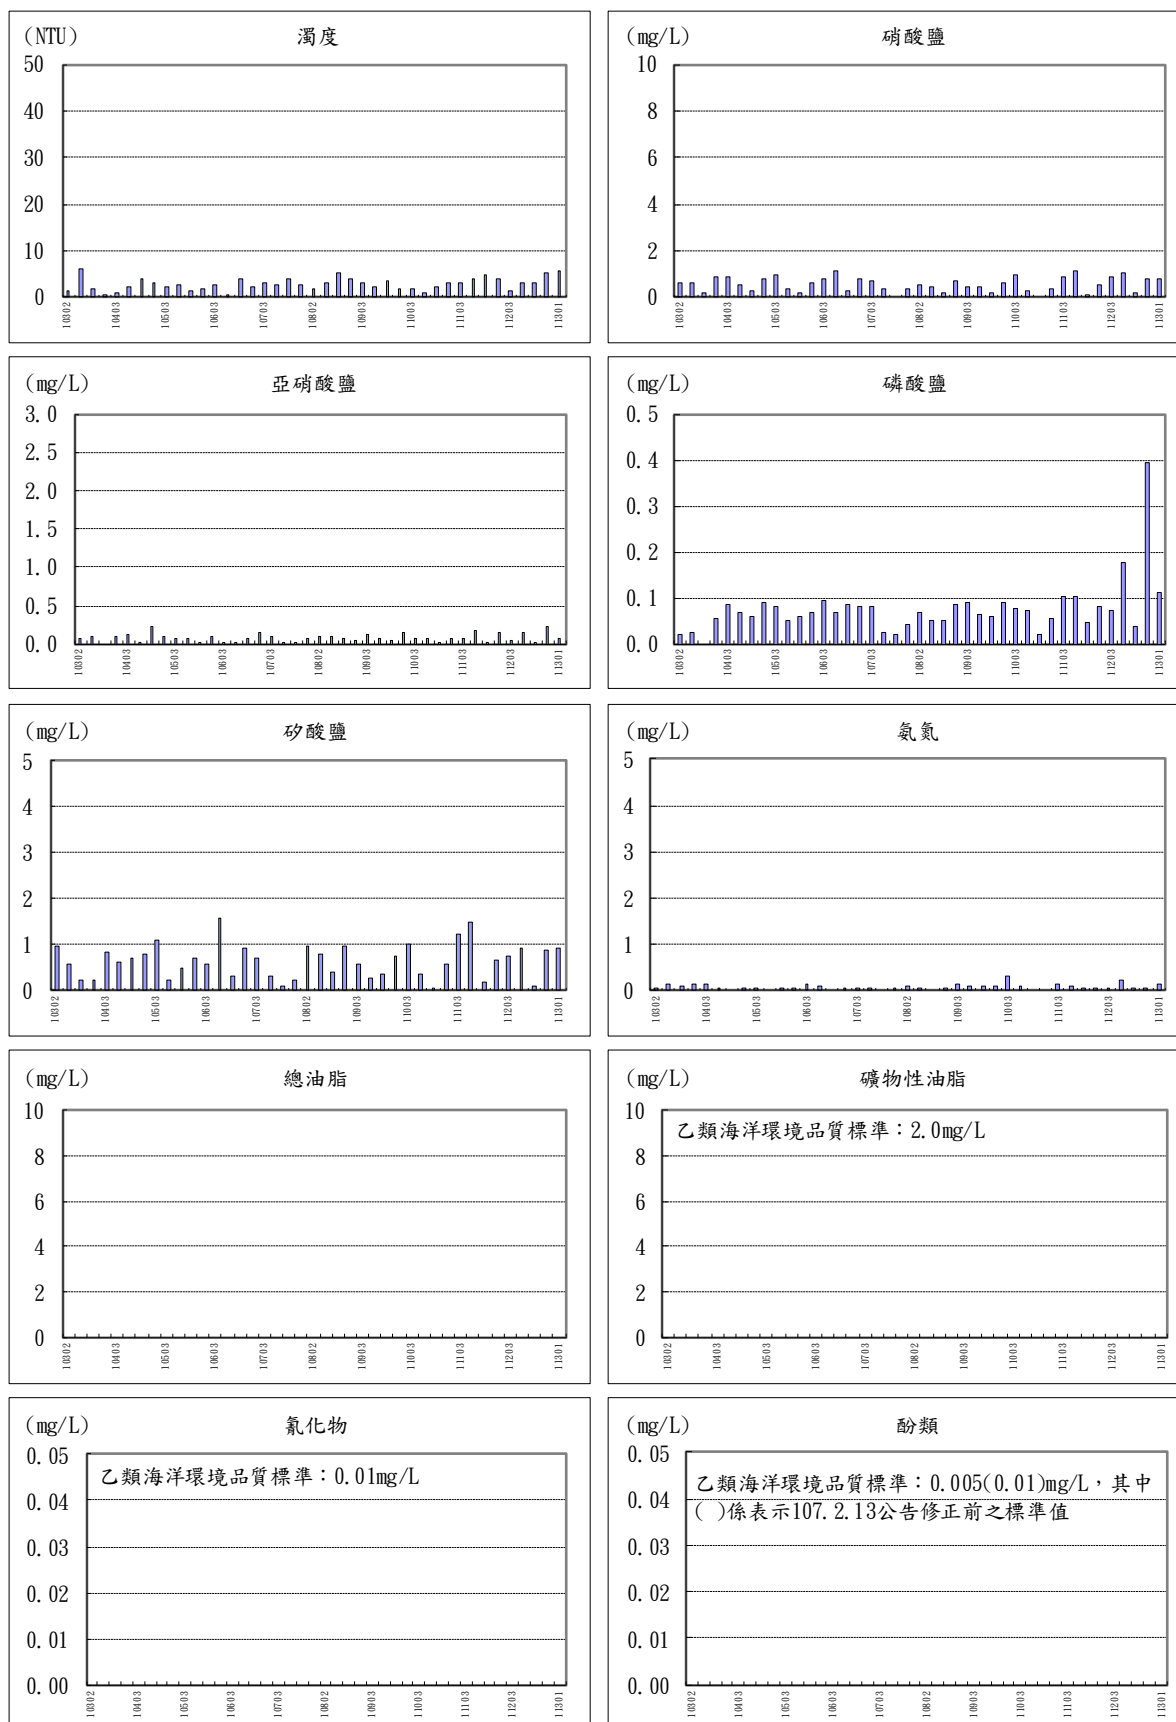 (NTU) 濁度
50
40
30
20
10
0
10302 10403 10503 10603 10703 10802 10903 11003 11103 11203 11301
(mg/L) 硝酸鹽
10
8
6
4
2
0
10302 10403 10503 10603 10703 10802 10903 11003 11103 11203 11301
(mg/L) 亞硝酸鹽
3.0
2.5
2.0
1.5
1.0
0.5
0.0
10302 10403 10503 10603 10703 10802 10903 11003 11103 11203 11301
(mg/L) 磷酸鹽
0.5
0.4
0.3
0.2
0.1
0.0
10302 10403 10503 10603 10703 10802 10903 11003 11103 11203 11301
(mg/L) 矽酸鹽
5
4
3
2
1
0
10302 10403 10503 10603 10703 10802 10903 11003 11103 11203 11301
(mg/L) 氨氮
5
4
3
2
1
0
10302 10403 10503 10603 10703 10802 10903 11003 11103 11203 11301
(mg/L) 總油脂
10
8
6
4
2
0
10302 10403 10503 10603 10703 10802 10903 11003 11103 11203 11301
(mg/L) 礦物性油脂
乙類海洋環境品質標準：2.0mg/L
10
8
6
4
2
0
10302 10403 10503 10603 10703 10802 10903 11003 11103 11203 11301
(mg/L) 氰化物
乙類海洋環境品質標準：0.01mg/L
0.05
0.04
0.03
0.02
0.01
0.00
10302 10403 10503 10603 10703 10802 10903 11003 11103 11203 11301
(mg/L) 酚類
乙類海洋環境品質標準：0.005(0.01)mg/L，其中
( )係表示107.2.13公告修正前之標準值
0.05
0.04
0.03
0.02
0.01
0.00
10302 10403 10503 10603 10703 10802 10903 11003 11103 11203 11301